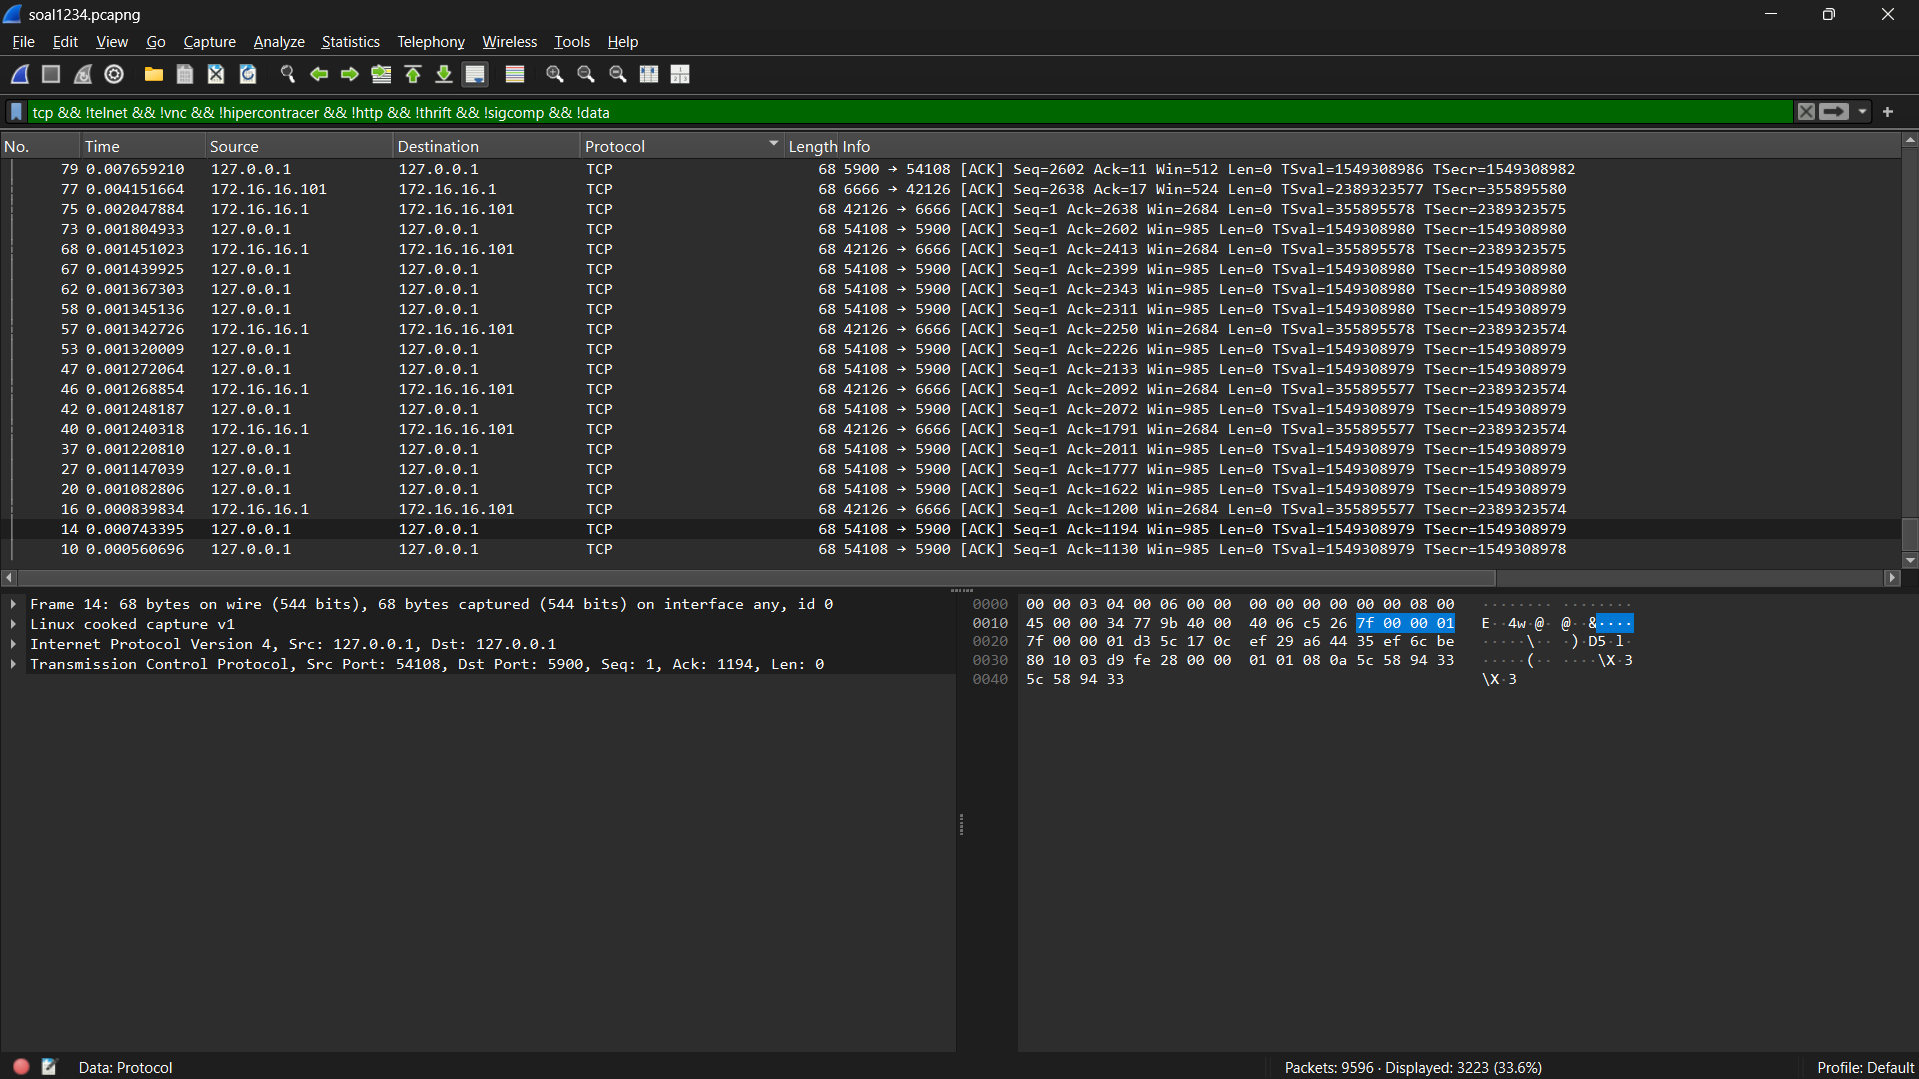 soal1234.pcapng
File Edit View Go Capture Analyze Statistics Telephony Wireless Tools Help
tcp && !telnet && !vnc && !hipercontracer && !http && !thrift && !sigcomp && !data
No. Time Source Destination Protocol Length Info
79 0.007659210 127.0.0.1 127.0.0.1 TCP 68 5900 → 54108 [ACK] Seq=2602 Ack=11 Win=512 Len=0 TSval=1549308986 TSecr=1549308982
77 0.004151664 172.16.16.101 172.16.16.1 TCP 68 6666 → 42126 [ACK] Seq=2638 Ack=17 Win=524 Len=0 TSval=2389323577 TSecr=355895580
75 0.002047884 172.16.16.1 172.16.16.101 TCP 68 42126 → 6666 [ACK] Seq=1 Ack=2638 Win=2684 Len=0 TSval=355895578 TSecr=2389323575
73 0.001804933 127.0.0.1 127.0.0.1 TCP 68 54108 → 5900 [ACK] Seq=1 Ack=2602 Win=985 Len=0 TSval=1549308980 TSecr=1549308980
68 0.001451023 172.16.16.1 172.16.16.101 TCP 68 42126 → 6666 [ACK] Seq=1 Ack=2413 Win=2684 Len=0 TSval=355895578 TSecr=2389323575
67 0.001439925 127.0.0.1 127.0.0.1 TCP 68 54108 → 5900 [ACK] Seq=1 Ack=2399 Win=985 Len=0 TSval=1549308980 TSecr=1549308980
62 0.001367303 127.0.0.1 127.0.0.1 TCP 68 54108 → 5900 [ACK] Seq=1 Ack=2343 Win=985 Len=0 TSval=1549308980 TSecr=1549308980
58 0.001345136 127.0.0.1 127.0.0.1 TCP 68 54108 → 5900 [ACK] Seq=1 Ack=2311 Win=985 Len=0 TSval=1549308980 TSecr=1549308979
57 0.001342726 172.16.16.1 172.16.16.101 TCP 68 42126 → 6666 [ACK] Seq=1 Ack=2250 Win=2684 Len=0 TSval=355895578 TSecr=2389323574
53 0.001320009 127.0.0.1 127.0.0.1 TCP 68 54108 → 5900 [ACK] Seq=1 Ack=2226 Win=985 Len=0 TSval=1549308979 TSecr=1549308979
47 0.001272064 127.0.0.1 127.0.0.1 TCP 68 54108 → 5900 [ACK] Seq=1 Ack=2133 Win=985 Len=0 TSval=1549308979 TSecr=1549308979
46 0.001268854 172.16.16.1 172.16.16.101 TCP 68 42126 → 6666 [ACK] Seq=1 Ack=2092 Win=2684 Len=0 TSval=355895577 TSecr=2389323574
42 0.001248187 127.0.0.1 127.0.0.1 TCP 68 54108 → 5900 [ACK] Seq=1 Ack=2072 Win=985 Len=0 TSval=1549308979 TSecr=1549308979
40 0.001240318 172.16.16.1 172.16.16.101 TCP 68 42126 → 6666 [ACK] Seq=1 Ack=1791 Win=2684 Len=0 TSval=355895577 TSecr=2389323574
37 0.001220810 127.0.0.1 127.0.0.1 TCP 68 54108 → 5900 [ACK] Seq=1 Ack=2011 Win=985 Len=0 TSval=1549308979 TSecr=1549308979
27 0.001147039 127.0.0.1 127.0.0.1 TCP 68 54108 → 5900 [ACK] Seq=1 Ack=1777 Win=985 Len=0 TSval=1549308979 TSecr=1549308979
20 0.001082806 127.0.0.1 127.0.0.1 TCP 68 54108 → 5900 [ACK] Seq=1 Ack=1622 Win=985 Len=0 TSval=1549308979 TSecr=1549308979
16 0.000839834 172.16.16.1 172.16.16.101 TCP 68 42126 → 6666 [ACK] Seq=1 Ack=1200 Win=2684 Len=0 TSval=355895577 TSecr=2389323574
14 0.000743395 127.0.0.1 127.0.0.1 TCP 68 54108 → 5900 [ACK] Seq=1 Ack=1194 Win=985 Len=0 TSval=1549308979 TSecr=1549308979
10 0.000560696 127.0.0.1 127.0.0.1 TCP 68 54108 → 5900 [ACK] Seq=1 Ack=1130 Win=985 Len=0 TSval=1549308979 TSecr=1549308978
Frame 14: 68 bytes on wire (544 bits), 68 bytes captured (544 bits) on interface any, id 0
Linux cooked capture v1
Internet Protocol Version 4, Src: 127.0.0.1, Dst: 127.0.0.1
Transmission Control Protocol, Src Port: 54108, Dst Port: 5900, Seq: 1, Ack: 1194, Len: 0
0000 00 00 03 04 00 06 00 00 00 00 00 00 00 00 08 00 ········ ········
0010 45 00 00 34 77 9b 40 00 40 06 c5 26 7f 00 00 01 E··4w·@· @··&····
0020 7f 00 00 01 d3 5c 17 0c ef 29 a6 44 35 ef 6c be ·····\·· ·)·D5·l·
0030 80 10 03 d9 fe 28 00 00 01 01 08 0a 5c 58 94 33 ·····(·· ····\X·3
0040 5c 58 94 33 \X·3
Data: Protocol
Packets: 9596 · Displayed: 3223 (33.6%)
Profile: Default